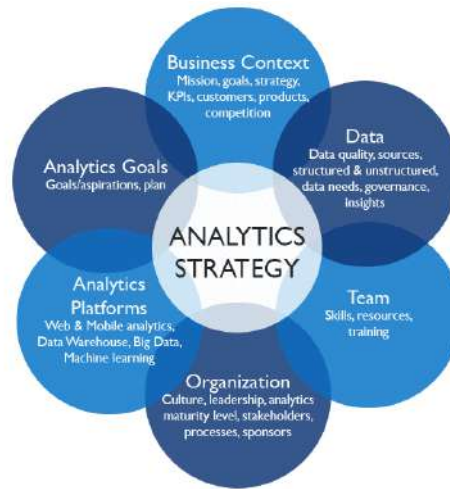 Business Context
Mission, goals, strategy,
KPIs, customers, products,
competition
Data
Data quality, sources,
structured & unstructured,
data needs, governance,
insights
Team
Skills, resources,
training
Organization
Culture, leadership, analytics
maturity level, stakeholders,
processes, sponsors
Analytics
Platforms
Web & Mobile analytics,
Data Warehouse, Big Data,
Machine learning
Analytics Goals
Goals/aspirations, plan
ANALYTICS
STRATEGY